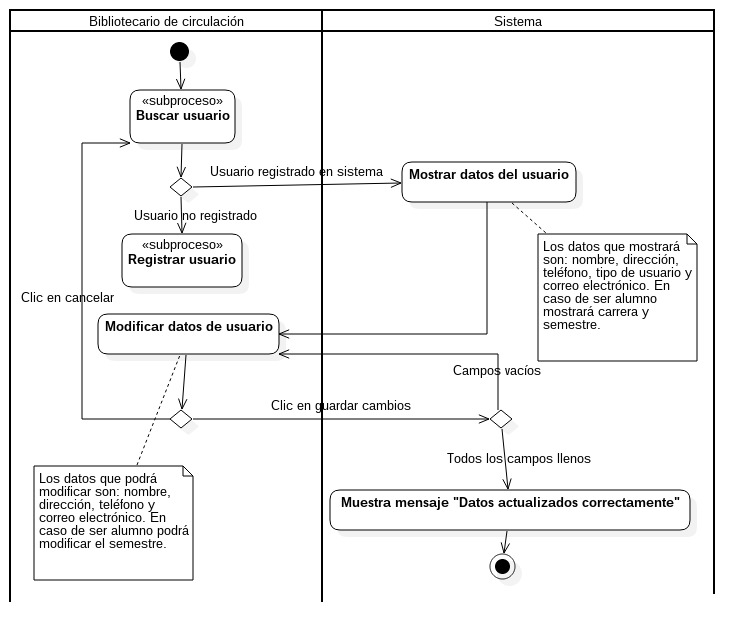 Bibliotecario de circulación
Sistema
«subproceso»
Buscar usuario
Usuario registrado en sistema
Mostrar datos del usuario
Usuario no registrado
«subproceso»
Registrar usuario
Los datos que mostrará
son: nombre, dirección,
teléfono, tipo de usuario y
correo electrónico. En
caso de ser alumno
mostrará carrera y
semestre.
Clic en cancelar
Modificar datos de usuario
Campos vacíos
Clic en guardar cambios
Todos los campos llenos
Los datos que podrá
modificar son: nombre,
dirección, teléfono y
correo electrónico. En
caso de ser alumno podrá
modificar el semestre.
Muestra mensaje "Datos actualizados correctamente"